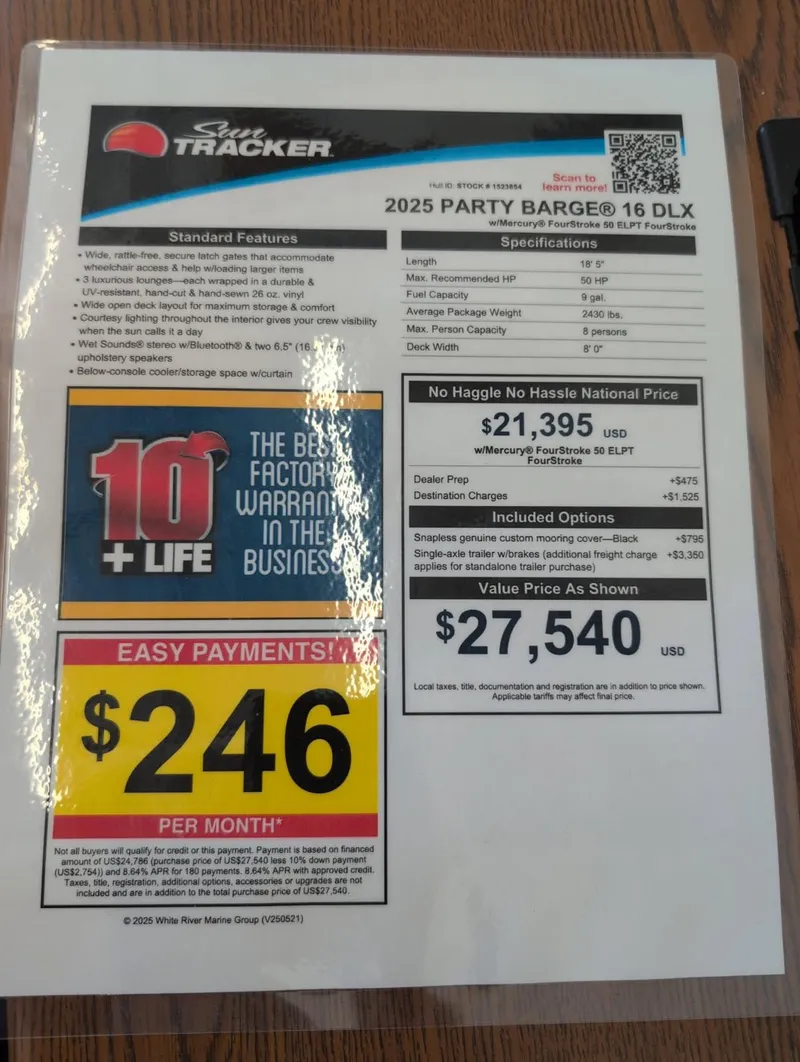 Sun
TRACKER
Scan to
learn more!
Hull ID: STOCK # 1523854
2025 PARTY BARGE® 16 DLX
w/Mercury® FourStroke 50 ELPT FourStroke
Standard Features
• Wide, rattle-free, secure latch gates that accommodate
wheelchair access & help w/loading larger items
• 3 luxurious lounges—each wrapped in a durable &
UV-resistant, hand-cut & hand-sewn 26 oz. vinyl
• Wide open deck layout for maximum storage & comfort
• Courtesy lighting throughout the interior gives your crew visibility
when the sun calls it a day
• Wet Sounds® stereo w/Bluetooth® & two 6.5" (16
upholstery speakers
• Below-console cooler/storage space w/curtain
Specifications
Length 18' 5"
Max. Recommended HP 50 HP
Fuel Capacity 9 gal.
Average Package Weight 2430 lbs.
Max. Person Capacity 8 persons
Deck Width 8' 0"
10
+ LIFE
THE BEST
FACTORY
WARRANTY
IN THE
BUSINESS
No Haggle No Hassle National Price
$21,395 USD
w/Mercury® FourStroke 50 ELPT
FourStroke
Dealer Prep +$475
Destination Charges +$1,525
Included Options
Snapless genuine custom mooring cover—Black +$795
Single-axle trailer w/brakes (additional freight charge +$3,350
applies for standalone trailer purchase)
Value Price As Shown
$27,540 USD
Local taxes, title, documentation and registration are in addition to price shown.
Applicable tariffs may affect final price.
EASY PAYMENTS!
$246
PER MONTH*
Not all buyers will qualify for credit or this payment. Payment is based on financed
amount of US$24,786 (purchase price of US$27,540 less 10% down payment
(US$2,754)) and 8.64% APR for 180 payments. 8.64% APR with approved credit.
Taxes, title, registration, additional options, accessories or upgrades are not
included and are in addition to the total purchase price of US$27,540.
© 2025 White River Marine Group (V250521)